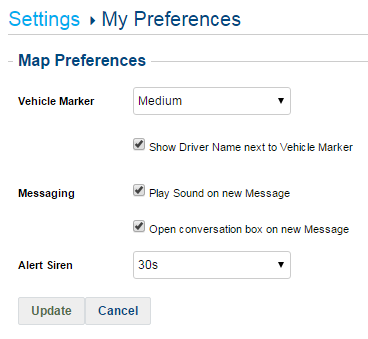 Settings ▸ My Preferences
Map Preferences
Vehicle Marker Medium
Show Driver Name next to Vehicle Marker
Messaging Play Sound on new Message
Open conversation box on new Message
Alert Siren 30s
Update Cancel